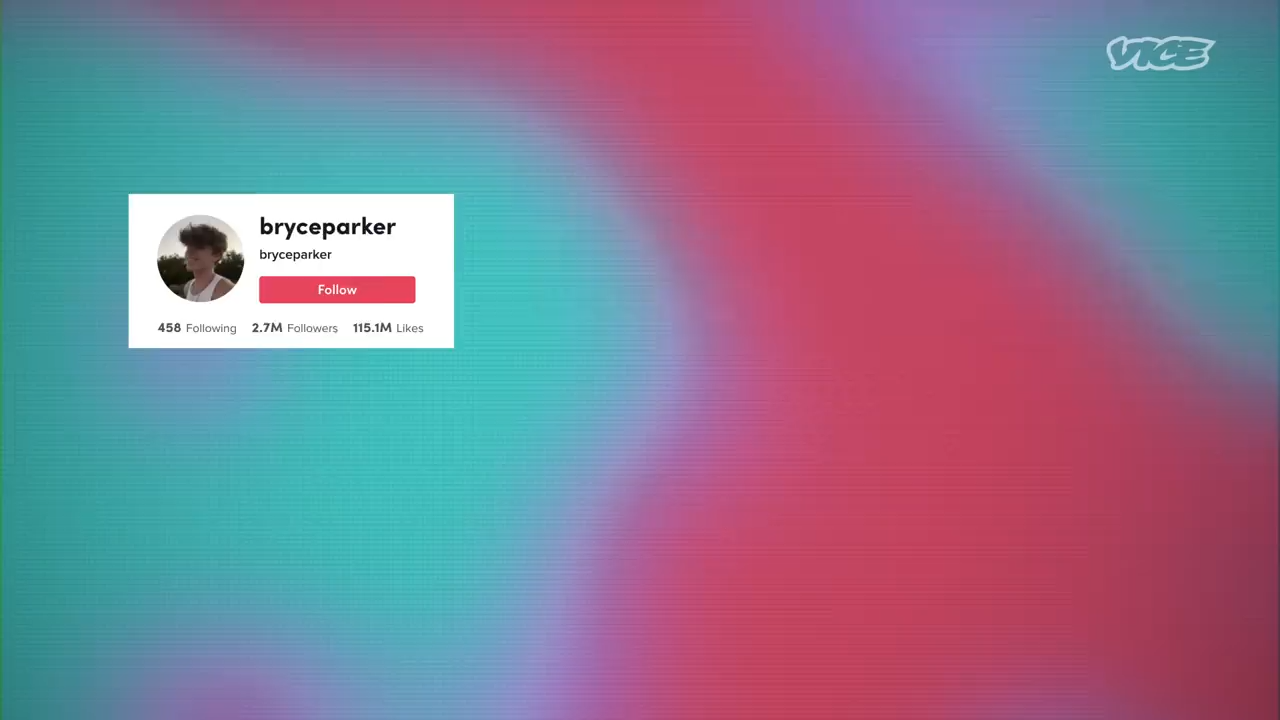 VICE
bryceparker
bryceparker
Follow
458 Following 2.7M Followers 115.1M Likes